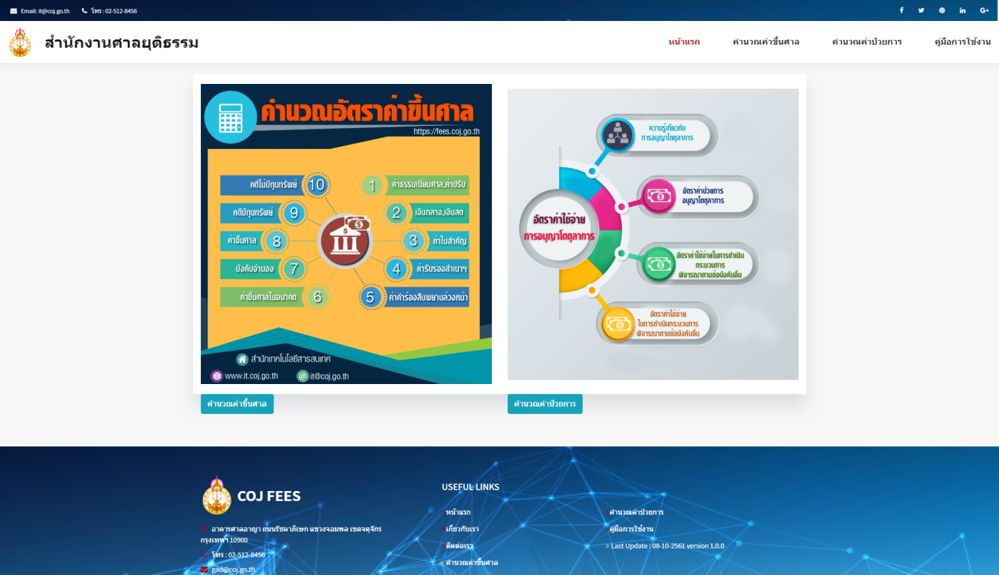 Email: it@coj.go.th
โทร : 02-512-8456
สำนักงานศาลยุติธรรม
หน้าแรก
คำนวณค่าขึ้นศาล
คำนวณค่าป่วยการ
คู่มือการใช้งาน
คำนวณอัตราค่าขึ้นศาล
https://fees.coj.go.th
คดีไม่มีทุนทรัพย์ 10
1 ค่าธรรมเนียมศาล,ค่าปรับ
คดีมีทุนทรัพย์ 9
2 เงินกลาง,เงินสด
ค่าขึ้นศาล 8
3 ค่าใบสำคัญ
บังคับจำนอง 7
4 ค่ารับรองสำเนาฯ
ค่าขึ้นศาลในอนาคต 6
5 ค่าคำร้องสืบพยานล่วงหน้า
สำนักเทคโนโลยีสารสนเทศ
www.it.coj.go.th
it@coj.go.th
ความรู้เกี่ยวกับ
การอนุญาโตตุลาการ
อัตราค่าป่วยการ
อนุญาโตตุลาการ
อัตราค่าใช้จ่าย
การอนุญาโตตุลาการ
อัตราค่าใช้จ่ายในการดำเนิน
กระบวนการ
พิจารณาตามข้อบังคับอื่น
อัตราค่าใช้จ่าย
ในการดำเนินกระบวนการ
พิจารณาตามข้อบังคับอื่น
คำนวณค่าขึ้นศาล
คำนวณค่าป่วยการ
COJ FEES
อาคารศาลอาญา ถนนรัชดาภิเษก แขวงจอมพล เขตจตุจักร
กรุงเทพฯ 10900
โทร : 02-512-8456
gad@coj.go.th
USEFUL LINKS
หน้าแรก
เกี่ยวกับเรา
ติดต่อเรา
คำนวณค่าขึ้นศาล
คำนวณค่าป่วยการ
คู่มือการใช้งาน
Last Update : 08-10-2561 version 1.0.0